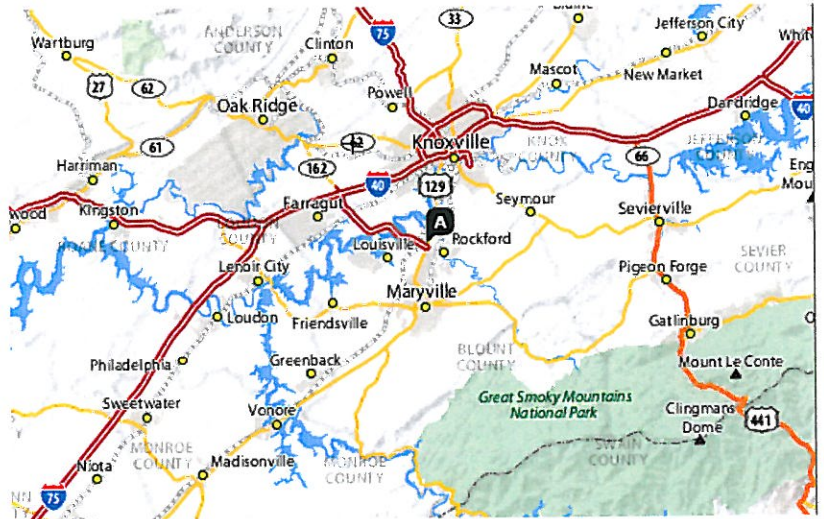 75
33
Jefferson City
Wartburg
ANDERSON
COUNTY
Clinton
27
62
Powell
Mascot
New Market
Oak Ridge
Dandridge
40
61
62
Knoxville
KNOX
COUNTY
JEFFERSON
COUNTY
162
66
Harriman
40
129
Kingston
Farragut
Seymour
Sevierville
A
ROANE COUNTY
COUNTY
Louisville
Rockford
SEVIER
COUNTY
Lenoir City
Pigeon Forge
Maryville
Loudon
Friendsville
Gatlinburg
BLOUNT
COUNTY
Philadelphia
Greenback
Mount Le Conte
Great Smoky Mountains
National Park
Sweetwater
Vonore
Clingmans
Dome
441
MONROE
COUNTY
SWAIN
COUNTY
Niota
Madisonville
MONROE
COUNTY
75